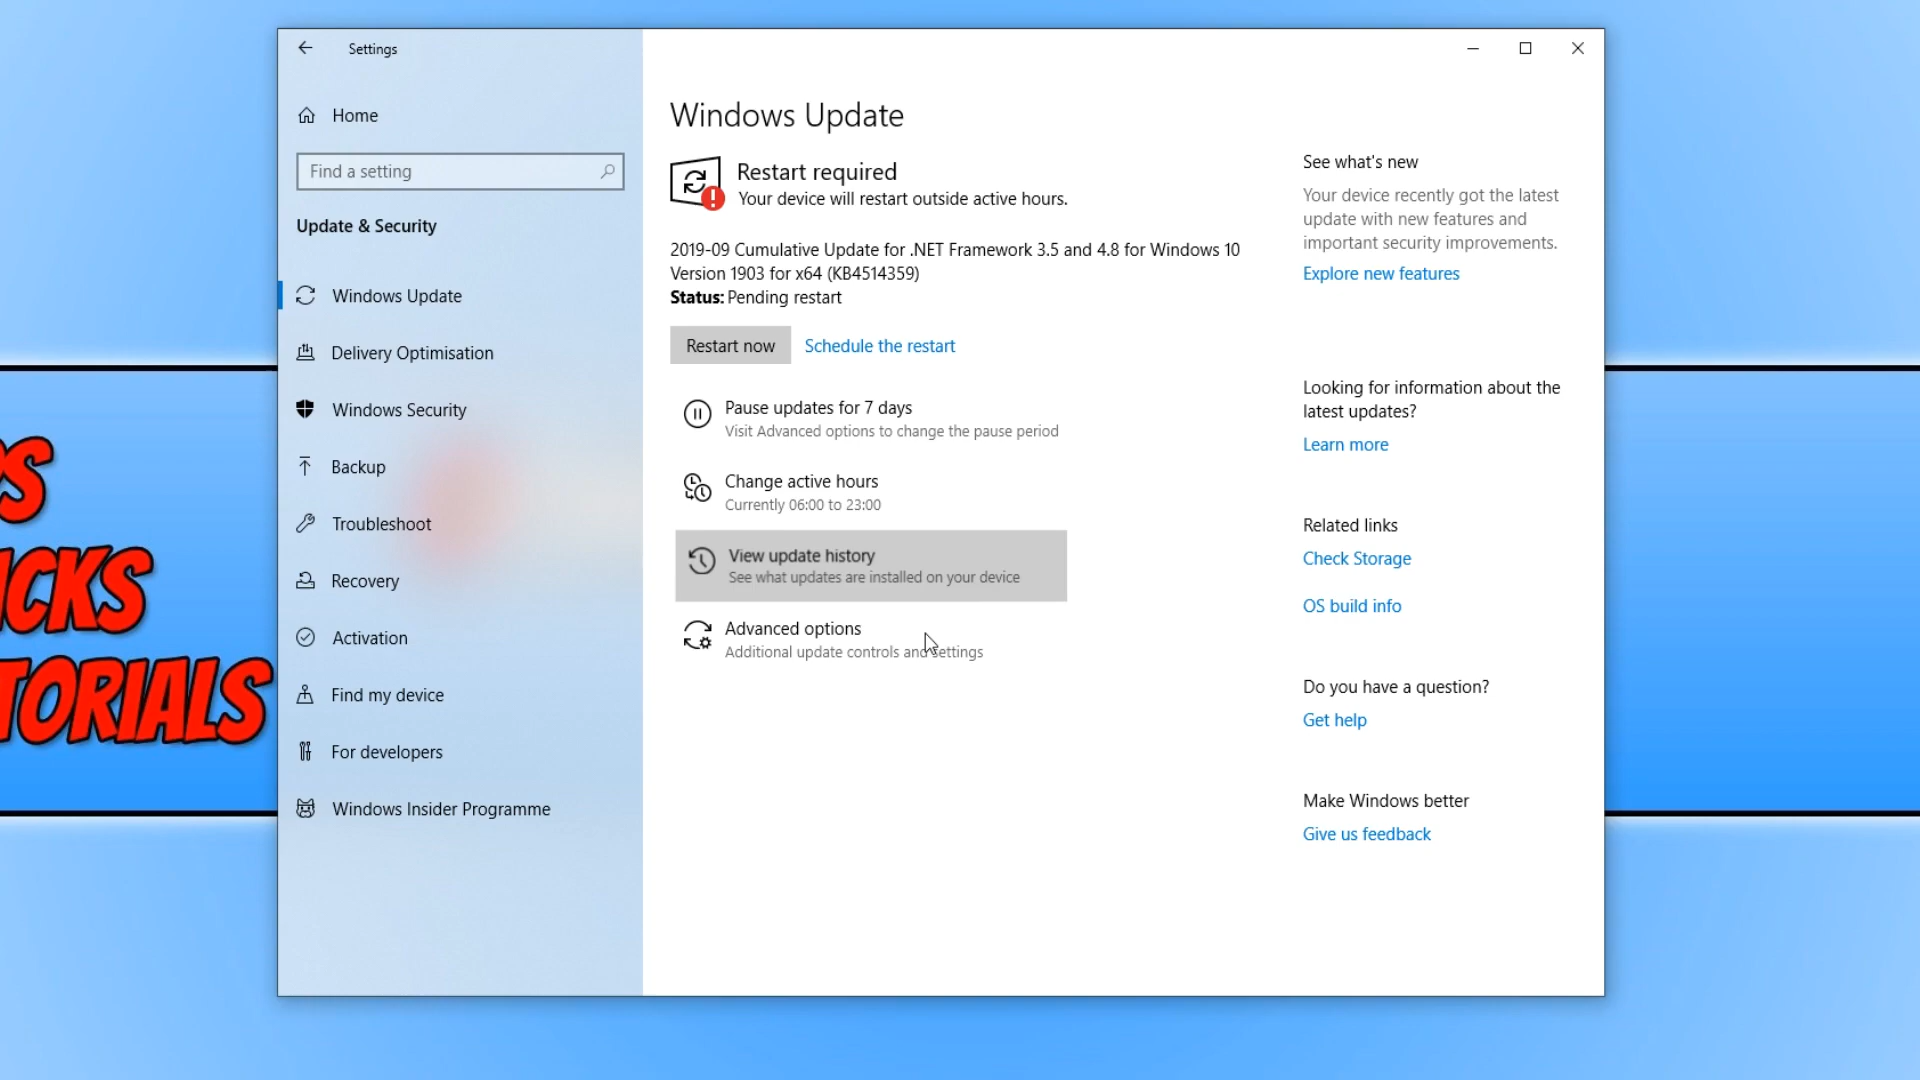 Settings
Home
Find a setting
Update & Security
Windows Update
Delivery Optimisation
Windows Security
Backup
Troubleshoot
Recovery
Activation
Find my device
For developers
Windows Insider Programme
Windows Update
Restart required
Your device will restart outside active hours.
2019-09 Cumulative Update for .NET Framework 3.5 and 4.8 for Windows 10
Version 1903 for x64 (KB4514359)
Status: Pending restart
Restart now
Schedule the restart
Pause updates for 7 days
Visit Advanced options to change the pause period
Change active hours
Currently 06:00 to 23:00
View update history
See what updates are installed on your device
Advanced options
Additional update controls and settings
See what's new
Your device recently got the latest
update with new features and
important security improvements.
Explore new features
Looking for information about the
latest updates?
Learn more
Related links
Check Storage
OS build info
Do you have a question?
Get help
Make Windows better
Give us feedback
PS
ICKS
TORIALS